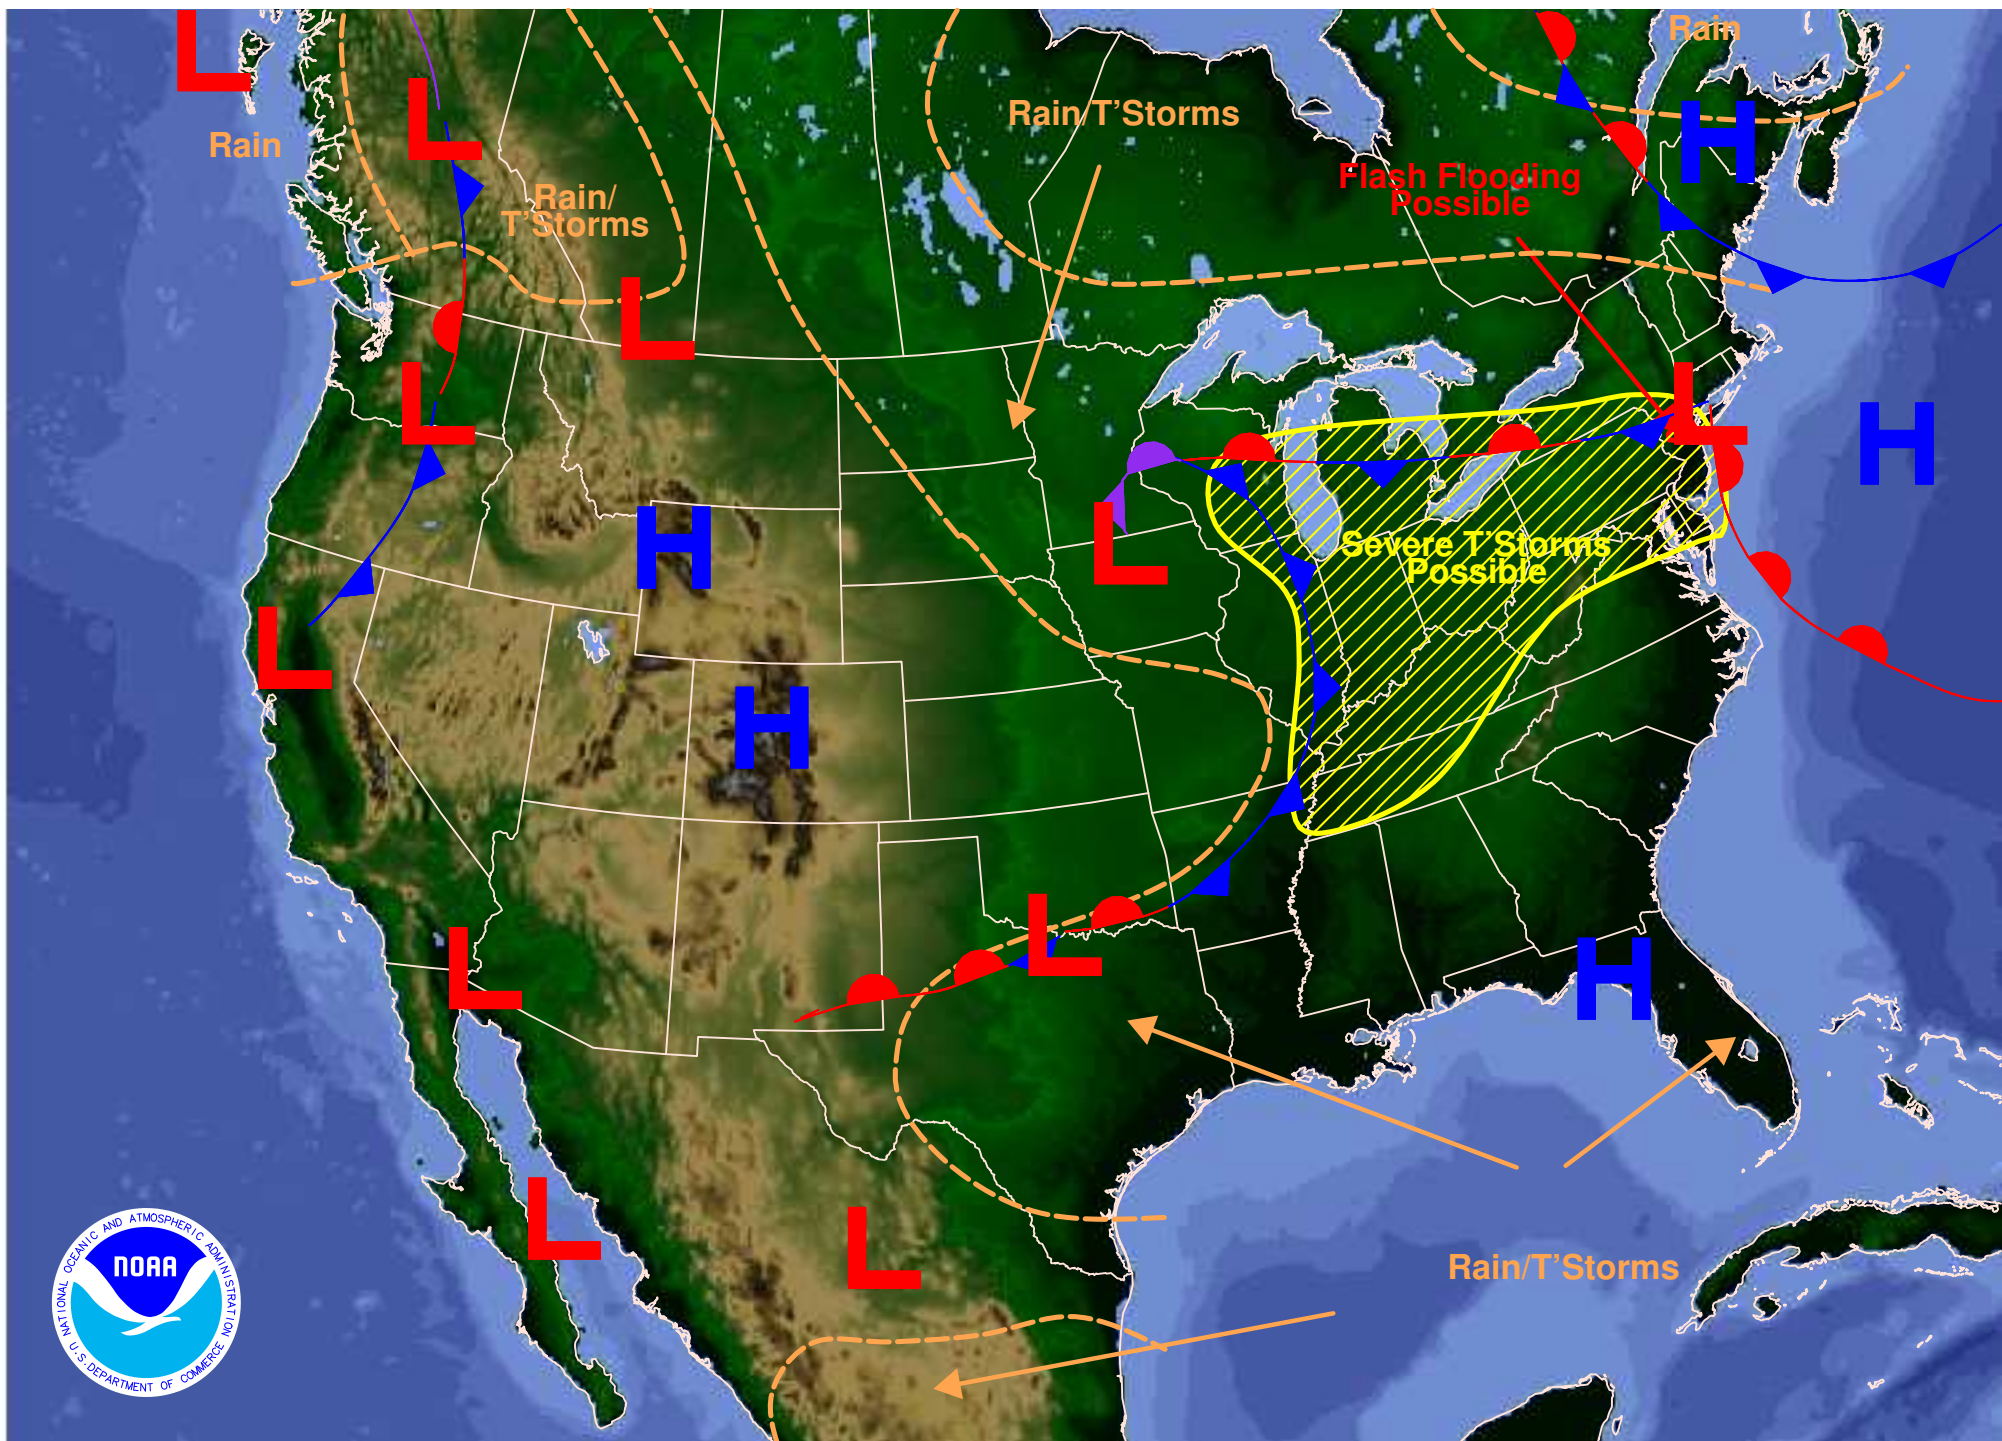 L
Rain
L
Rain
Rain/T'Storms
H
Flash Flooding
Possible
Rain/
T'Storms
L
L
L
H
L
Severe T'Storms
Possible
H
L
H
L
L
H
L
L
L
Rain/T'Storms
NOAA
NATIONAL OCEANIC AND ATMOSPHERIC ADMINISTRATION
U.S. DEPARTMENT OF COMMERCE